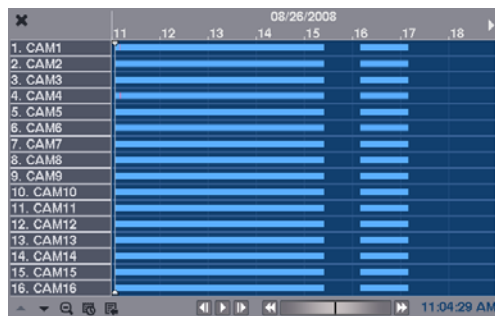 08/26/2008
11 ,12 ,13 ,14 ,15 ,16 ,17 ,18
1. CAM1
2. CAM2
3. CAM3
4. CAM4
5. CAM5
6. CAM6
7. CAM7
8. CAM8
9. CAM9
10. CAM10
11. CAM11
12. CAM12
13. CAM13
14. CAM14
15. CAM15
16. CAM16
11:04:29 AM